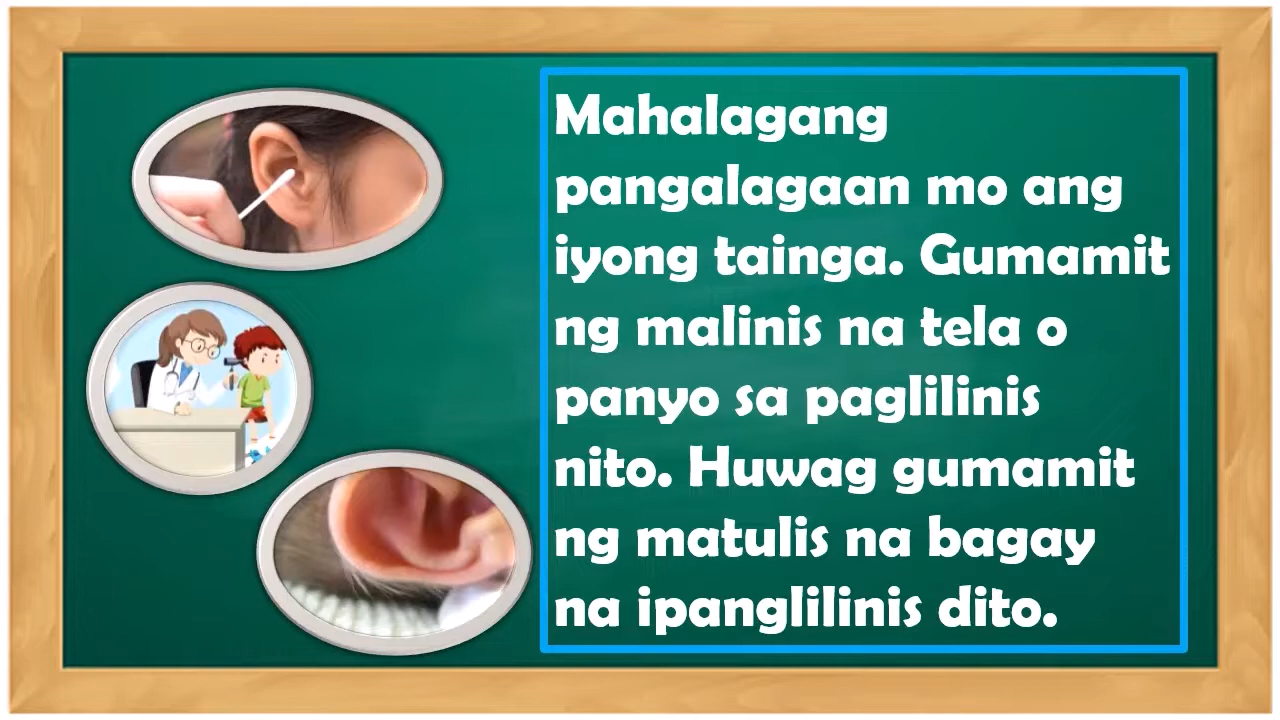 Mahalagang
pangalagaan mo ang
iyong tainga. Gumamit
ng malinis na tela o
panyo sa paglilinis
nito. Huwag gumamit
ng matulis na bagay
na ipanglilinis dito.